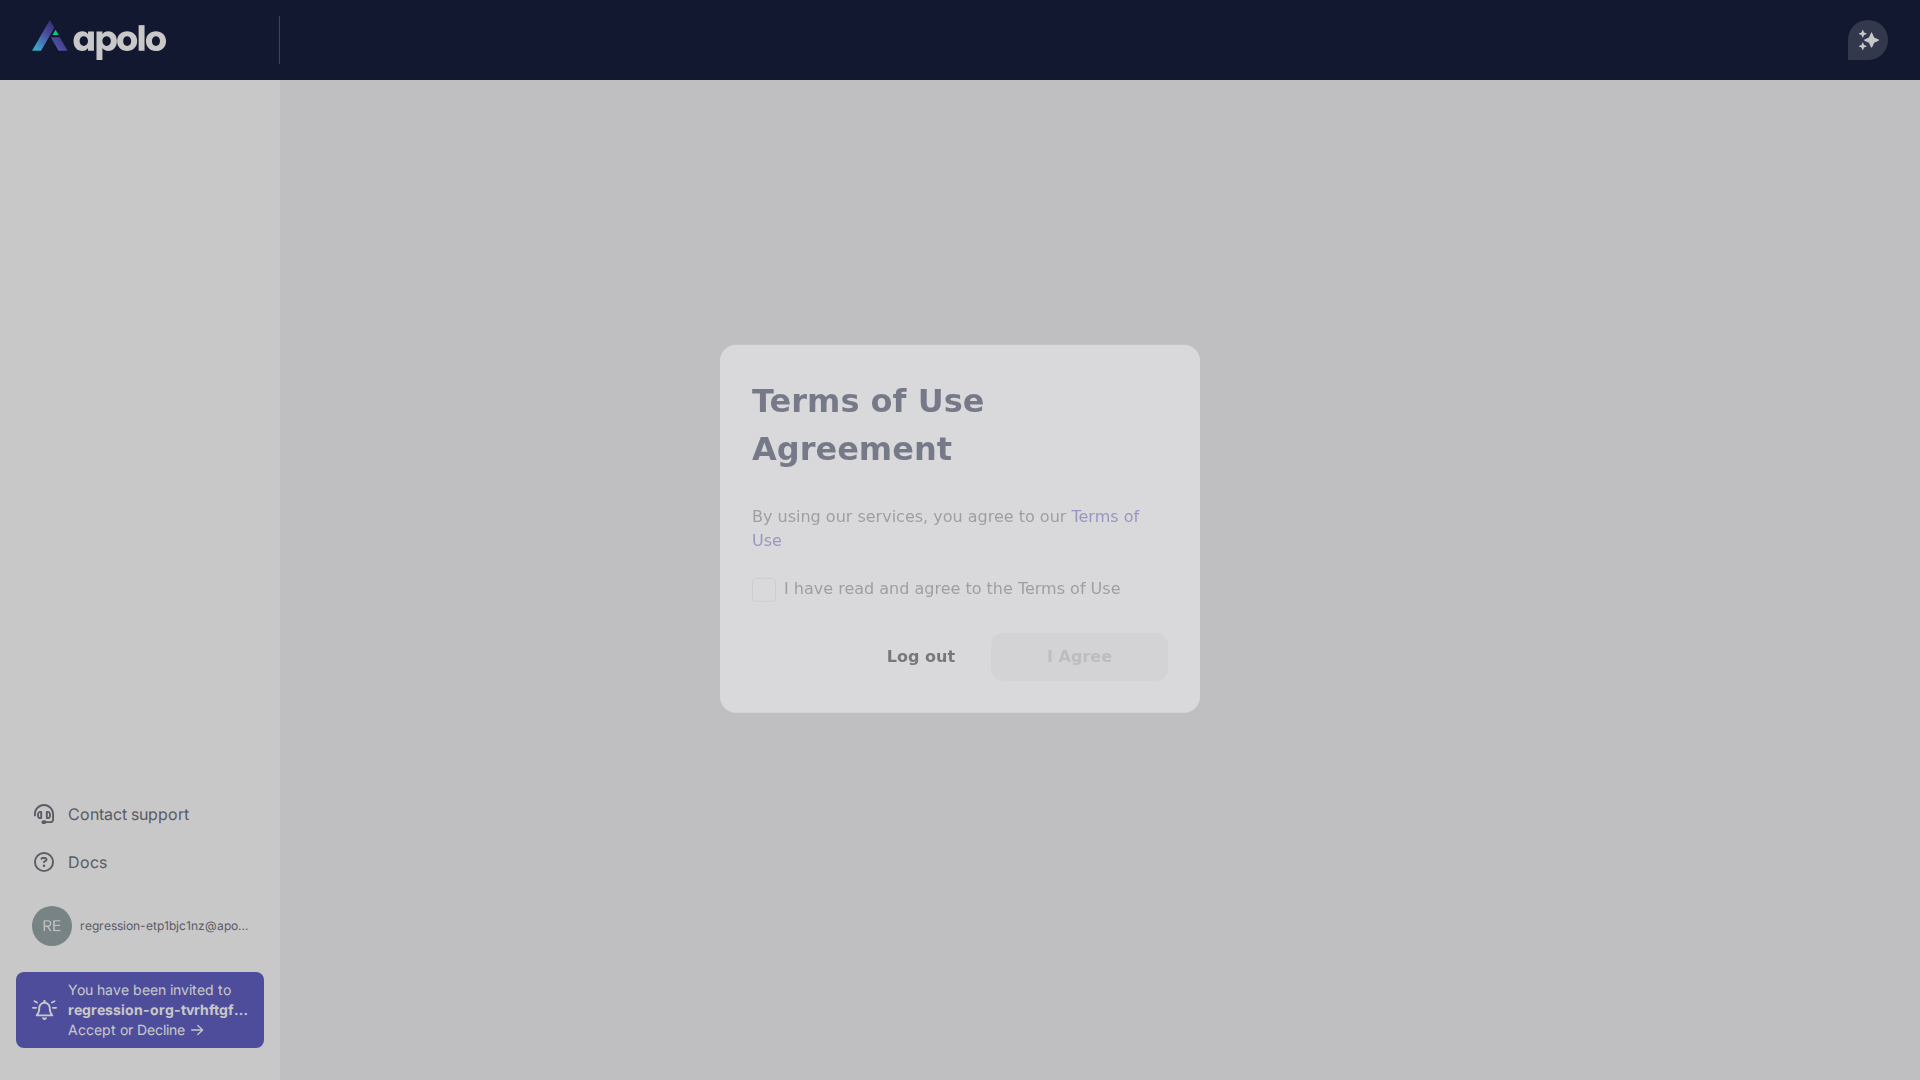 apolo
Terms of Use
Agreement
By using our services, you agree to our Terms of
Use
I have read and agree to the Terms of Use
Log out
I Agree
Contact support
Docs
RE
regression-etp1bjc1nz@apo...
You have been invited to
regression-org-tvrhftgf...
Accept or Decline →